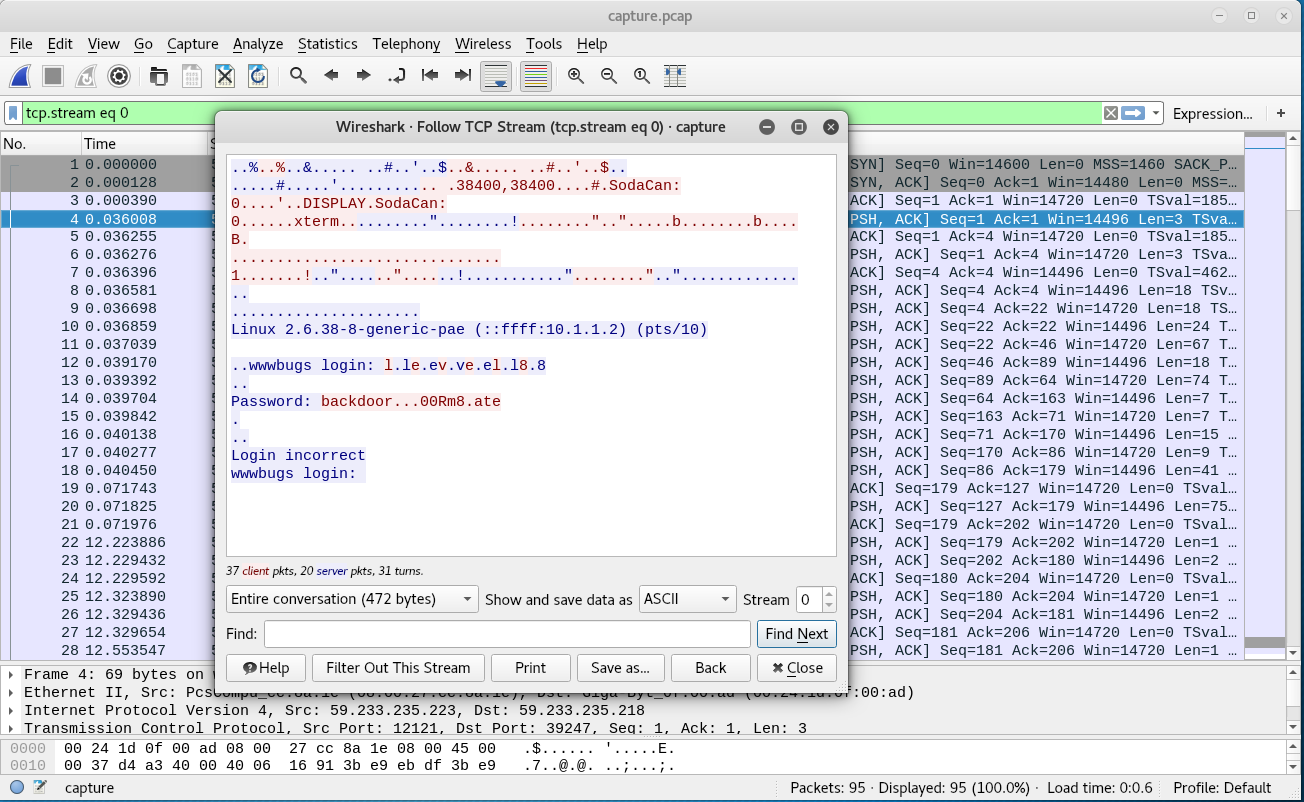 capture.pcap
File Edit View Go Capture Analyze Statistics Telephony Wireless Tools Help
tcp.stream eq 0
Expression… +
No. Time
Wireshark · Follow TCP Stream (tcp.stream eq 0) · capture
1 0.000000 SYN] Seq=0 Win=14600 Len=0 MSS=1460 SACK_P…
2 0.000128 SYN, ACK] Seq=0 Ack=1 Win=14480 Len=0 MSS=…
3 0.000390 ACK] Seq=1 Ack=1 Win=14720 Len=0 TSval=185…
4 0.036008 PSH, ACK] Seq=1 Ack=1 Win=14496 Len=3 TSva…
5 0.036255 ACK] Seq=1 Ack=4 Win=14720 Len=0 TSval=185…
6 0.036276 PSH, ACK] Seq=1 Ack=4 Win=14720 Len=3 TSva…
7 0.036396 ACK] Seq=4 Ack=4 Win=14496 Len=0 TSval=462…
8 0.036581 PSH, ACK] Seq=4 Ack=4 Win=14496 Len=18 TSv…
9 0.036698 PSH, ACK] Seq=4 Ack=22 Win=14720 Len=18 TS…
10 0.036859 PSH, ACK] Seq=22 Ack=22 Win=14496 Len=24 T…
11 0.037039 PSH, ACK] Seq=22 Ack=46 Win=14720 Len=67 T…
12 0.039170 PSH, ACK] Seq=46 Ack=89 Win=14496 Len=18 T…
13 0.039392 PSH, ACK] Seq=89 Ack=64 Win=14720 Len=74 T…
14 0.039704 PSH, ACK] Seq=64 Ack=163 Win=14496 Len=7 T…
15 0.039842 PSH, ACK] Seq=163 Ack=71 Win=14720 Len=7 T…
16 0.040138 PSH, ACK] Seq=71 Ack=170 Win=14496 Len=15 …
17 0.040277 PSH, ACK] Seq=170 Ack=86 Win=14720 Len=9 T…
18 0.040450 PSH, ACK] Seq=86 Ack=179 Win=14496 Len=41 …
19 0.071743 ACK] Seq=179 Ack=127 Win=14720 Len=0 TSval…
20 0.071825 PSH, ACK] Seq=127 Ack=179 Win=14496 Len=75…
21 0.071976 ACK] Seq=179 Ack=202 Win=14720 Len=0 TSval…
22 12.223886 PSH, ACK] Seq=179 Ack=202 Win=14720 Len=1 …
23 12.229432 PSH, ACK] Seq=202 Ack=180 Win=14496 Len=2 …
24 12.229592 ACK] Seq=180 Ack=204 Win=14720 Len=0 TSval…
25 12.323890 PSH, ACK] Seq=180 Ack=204 Win=14720 Len=1 …
26 12.329436 PSH, ACK] Seq=204 Ack=181 Win=14496 Len=2 …
27 12.329654 ACK] Seq=181 Ack=206 Win=14720 Len=0 TSval…
28 12.553547 PSH, ACK] Seq=181 Ack=206 Win=14720 Len=1 …
..%..%..&..... ..#..'..$..&..... ..#..'..$..
.....#.....'........... .38400,38400....#.SodaCan:
0....'..DISPLAY.SodaCan:
0......xterm.........."........!........"..".....b........b....
B.
..............................
1.......!.."......"......!..........."........"..".............
..
.....................
Linux 2.6.38-8-generic-pae (::ffff:10.1.1.2) (pts/10)
..wwwbugs login: l.le.ev.ve.el.l8.8
..
Password: backdoor...00Rm8.ate
.
..
Login incorrect
wwwbugs login:
37 client pkts, 20 server pkts, 31 turns.
Entire conversation (472 bytes) Show and save data as ASCII Stream 0
Find: Find Next
Help Filter Out This Stream Print Save as… Back Close
Frame 4: 69 bytes on
Internet Protocol Version 4, Src: 59.233.235.223, Dst: 59.233.235.218
Transmission Control Protocol, Src Port: 12121, Dst Port: 39247, Seq: 1, Ack: 1, Len: 3
0000 00 24 1d 0f 00 ad 08 00 27 cc 8a 1e 08 00 45 00 .$...... '.....E.
0010 00 37 d4 a3 40 00 40 06 16 91 3b e9 eb df 3b e9 .7..@.@. ..;...;.
capture Packets: 95 · Displayed: 95 (100.0%) · Load time: 0:0.6 Profile: Default